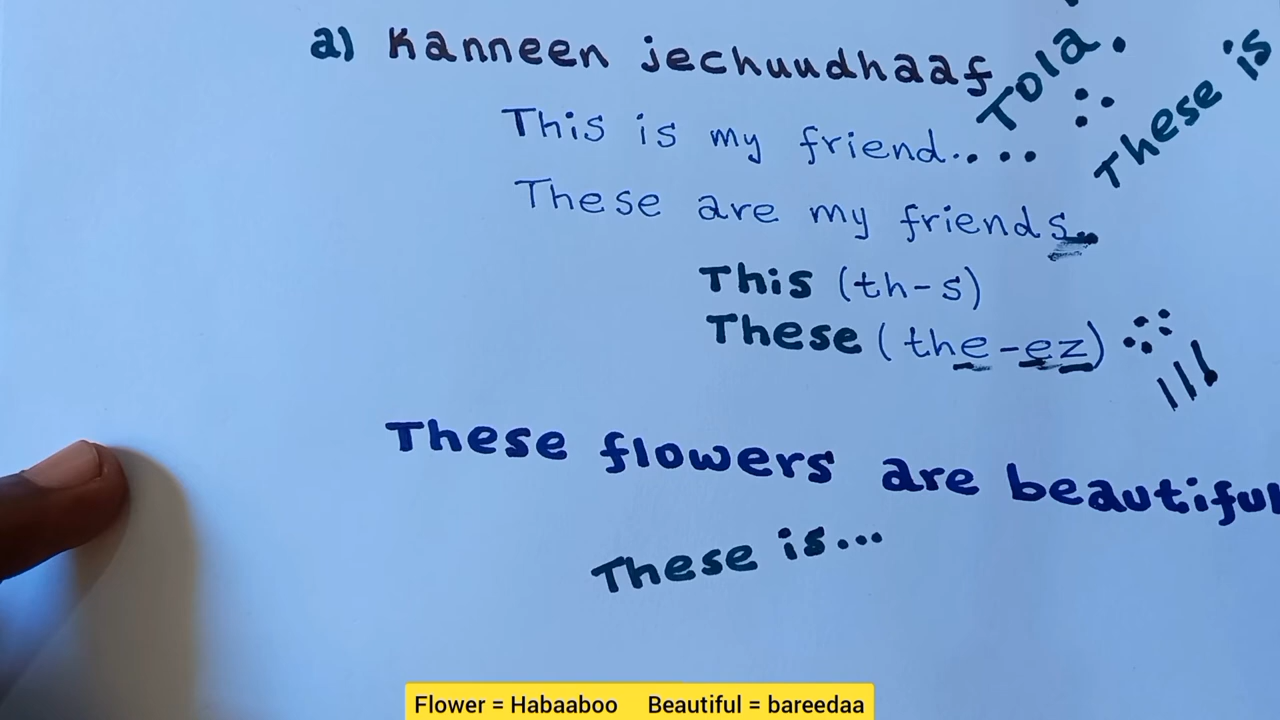 a) Kanneen jechuudhaaf
Tola.
These is
This is my friend....
These are my friends..
This (th-s)
These (the-ez)
These flowers are beautiful
These is...
Flower = Habaaboo Beautiful = bareedaa